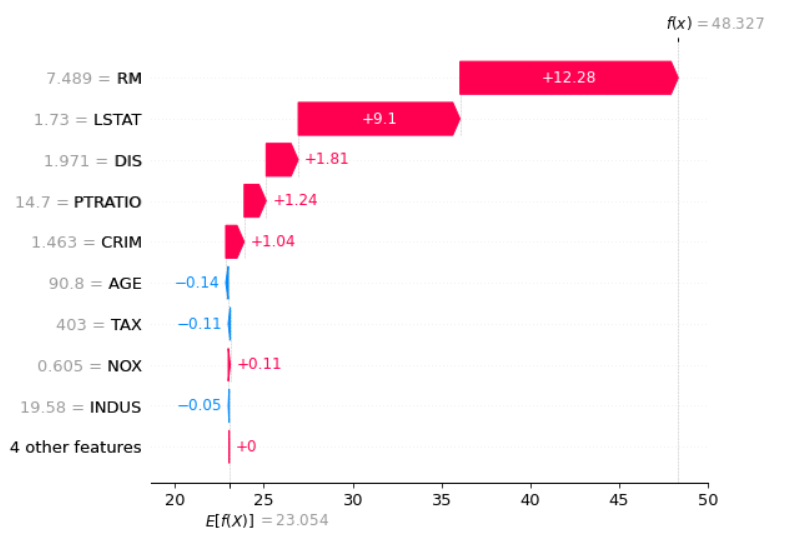 f(x) = 48.327
7.489 = RM +12.28
1.73 = LSTAT +9.1
1.971 = DIS +1.81
14.7 = PTRATIO +1.24
1.463 = CRIM +1.04
90.8 = AGE −0.14
403 = TAX −0.11
0.605 = NOX +0.11
19.58 = INDUS −0.05
4 other features +0
20 25 30 35 40 45 50
E[f(X)] = 23.054